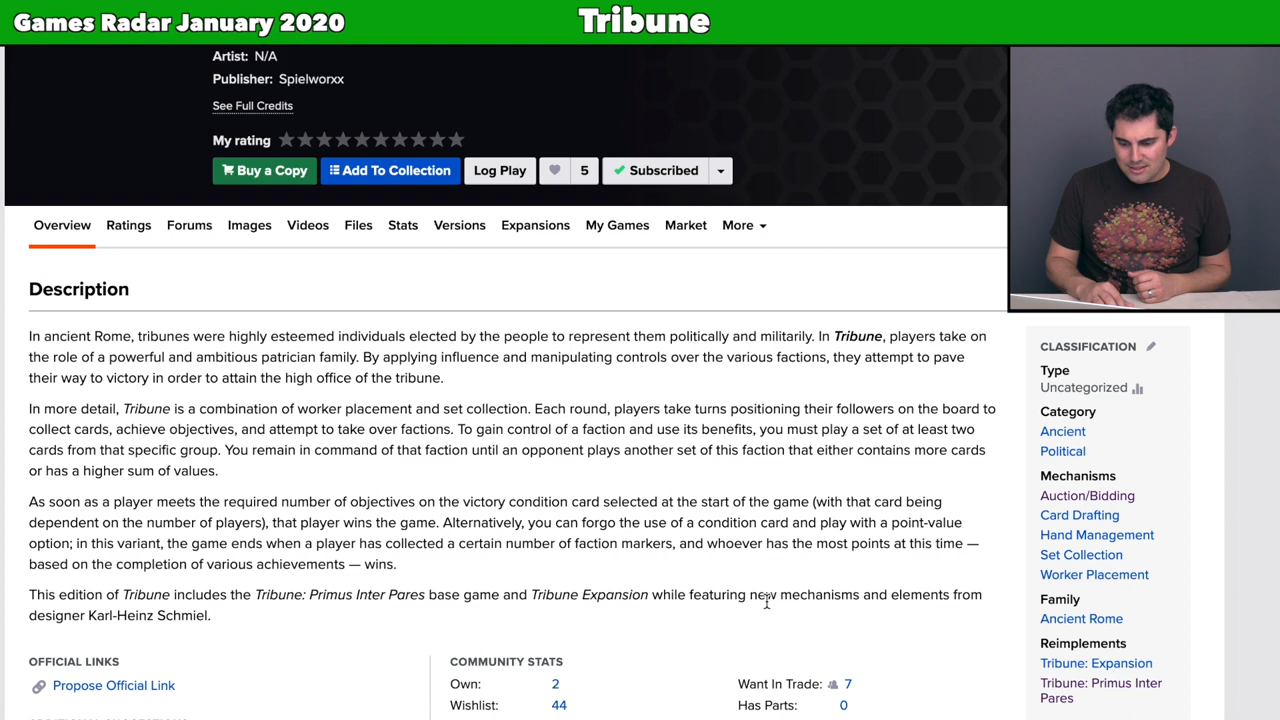 Games Radar January 2020
Tribune
Artist: N/A
Publisher: Spielworxx
See Full Credits
My rating
Buy a Copy
Add To Collection
Log Play
5
Subscribed
Overview
Ratings
Forums
Images
Videos
Files
Stats
Versions
Expansions
My Games
Market
More
Description
In ancient Rome, tribunes were highly esteemed individuals elected by the people to represent them politically and militarily. In Tribune, players take on
the role of a powerful and ambitious patrician family. By applying influence and manipulating controls over the various factions, they attempt to pave
their way to victory in order to attain the high office of the tribune.
In more detail, Tribune is a combination of worker placement and set collection. Each round, players take turns positioning their followers on the board to
collect cards, achieve objectives, and attempt to take over factions. To gain control of a faction and use its benefits, you must play a set of at least two
cards from that specific group. You remain in command of that faction until an opponent plays another set of this faction that either contains more cards
or has a higher sum of values.
As soon as a player meets the required number of objectives on the victory condition card selected at the start of the game (with that card being
dependent on the number of players), that player wins the game. Alternatively, you can forgo the use of a condition card and play with a point-value
option; in this variant, the game ends when a player has collected a certain number of faction markers, and whoever has the most points at this time —
based on the completion of various achievements — wins.
This edition of Tribune includes the Tribune: Primus Inter Pares base game and Tribune Expansion while featuring new mechanisms and elements from
designer Karl-Heinz Schmiel.
OFFICIAL LINKS
Propose Official Link
COMMUNITY STATS
Own: 2
Wishlist: 44
Want In Trade: 7
Has Parts: 0
CLASSIFICATION
Type
Uncategorized
Category
Ancient
Political
Mechanisms
Auction/Bidding
Card Drafting
Hand Management
Set Collection
Worker Placement
Family
Ancient Rome
Reimplements
Tribune: Expansion
Tribune: Primus Inter
Pares